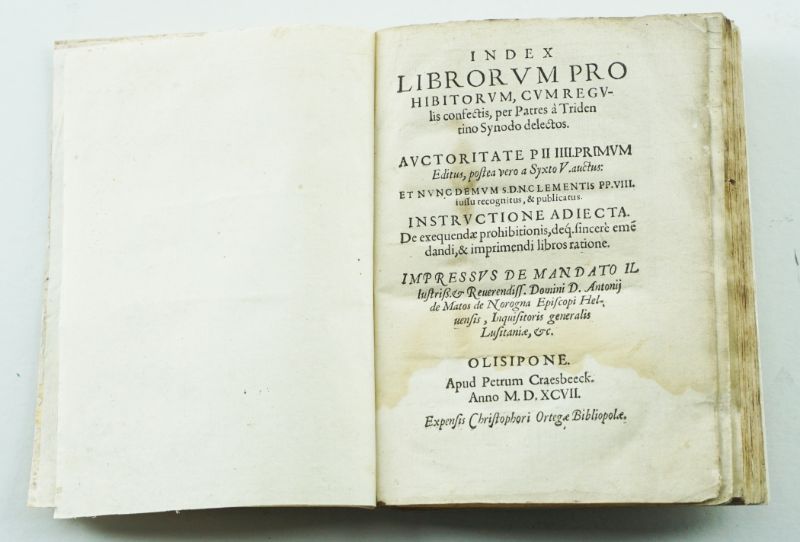 INDEX
LIBRORVM PRO
HIBITORVM, CVM REGV-
lis confectis, per Patres à Triden
tino Synodo delectos.
AVCTORITATE PII IIII. PRIMVM
Editus, postea vero a Syxto V. auctus:
ET NVNC DEMVM S.D.N. CLEMENTIS PP. VIII.
iussu recognitus, & publicatus.
INSTRVCTIONE ADIECTA.
De exequendæ prohibitionis, deq́. sincerè emẽ
dandi, & imprimendi libros ratione.
IMPRESSVS DE MANDATO IL
lustriß. & Reuerendiss. Domini D. Antonij
de Matos de Norogna Episcopi Hel-
uensis, Inquisitoris generalis
Lusitaniæ, &c.
OLISIPONE.
Apud Petrum Craesbeeck.
Anno M. D. XCVII.
Expensis Christophori Ortegæ Bibliopolæ.